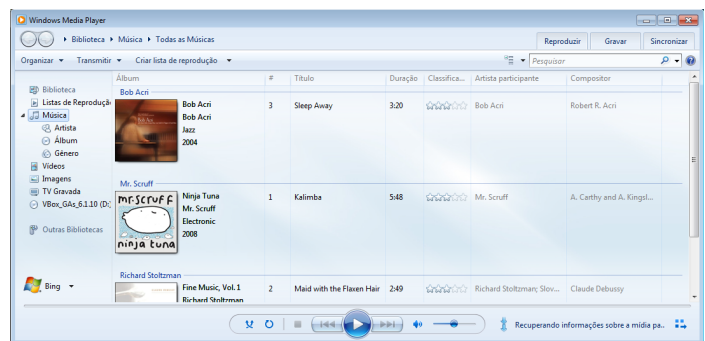 Windows Media Player
Biblioteca Música Todas as Músicas
Reproduzir Gravar Sincronizar
Organizar Transmitir Criar lista de reprodução Pesquisar
Álbum # Título Duração Classifica... Artista participante Compositor
Biblioteca
Listas de Reproduçã
Música
Artista
Álbum
Gênero
Vídeos
Imagens
TV Gravada
VBox_GAs_6.1.10 (D:)
Outras Bibliotecas
Bing
Bob Acri
Bob Acri 3 Sleep Away 3:20 Bob Acri Robert R. Acri
Bob Acri
Jazz
2004
Mr. Scruff
mr.scruff
ninja tuna
Ninja Tuna 1 Kalimba 5:48 Mr. Scruff A. Carthy and A. Kingsl...
Mr. Scruff
Electronic
2008
Richard Stoltzman
Fine Music, Vol. 1 2 Maid with the Flaxen Hair 2:49 Richard Stoltzman; Slov... Claude Debussy
Richard Stoltzman
Recuperando informações sobre a mídia pa..